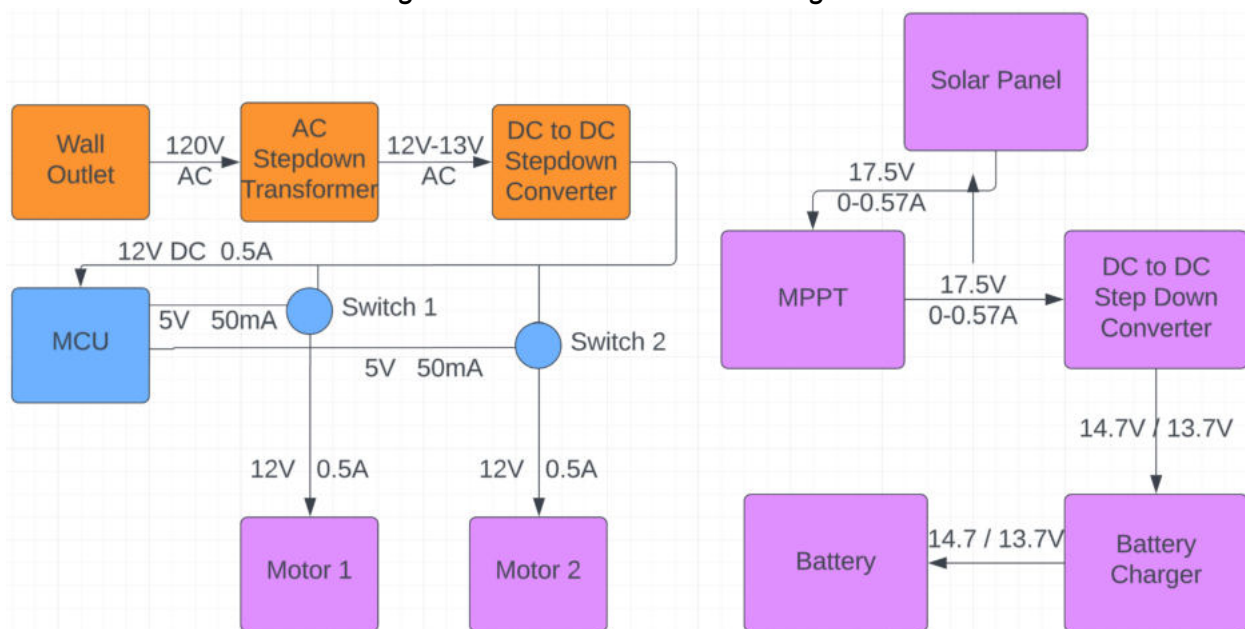 Wall
Outlet
120V
AC
AC
Stepdown
Transformer
12V-13V
AC
DC to DC
Stepdown
Converter
12V DC 0.5A
MCU
5V 50mA
Switch 1
5V 50mA
Switch 2
12V 0.5A
12V 0.5A
Motor 1
Motor 2
Solar Panel
17.5V
0-0.57A
MPPT
17.5V
0-0.57A
DC to DC
Step Down
Converter
14.7V / 13.7V
Battery
Charger
14.7 / 13.7V
Battery